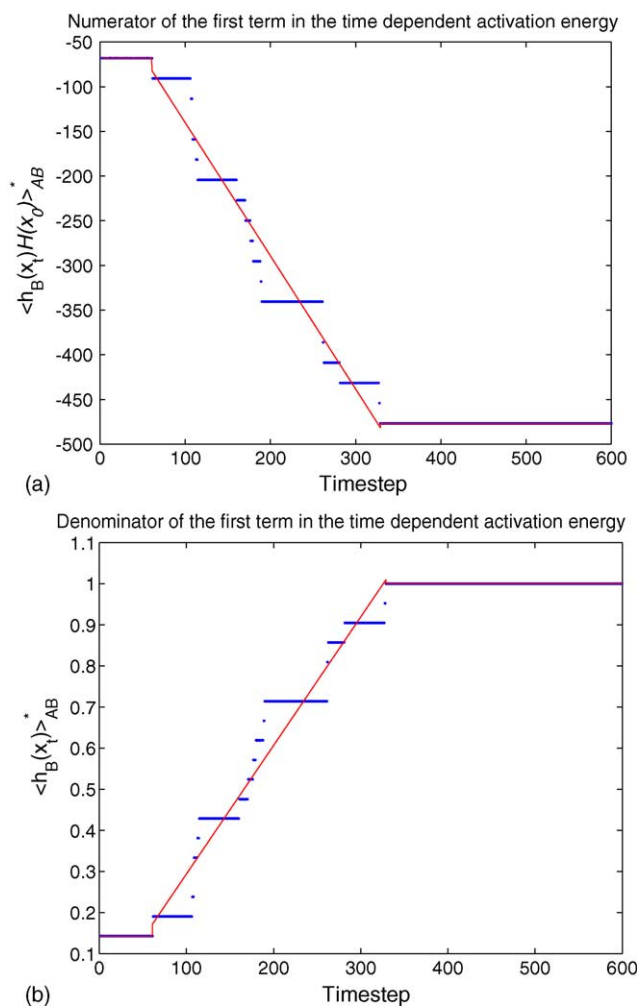 Numerator of the first term in the time dependent activation energy
-50
-100
-150
-200
-250
-300
-350
-400
-450
-500
<h_B(x_t)H(x_0)>*_AB
0 100 200 300 400 500 600
(a) Timestep
Denominator of the first term in the time dependent activation energy
1.1
1
0.9
0.8
0.7
0.6
0.5
0.4
0.3
0.2
0.1
<h_B(x_t)>*_AB
0 100 200 300 400 500 600
(b) Timestep